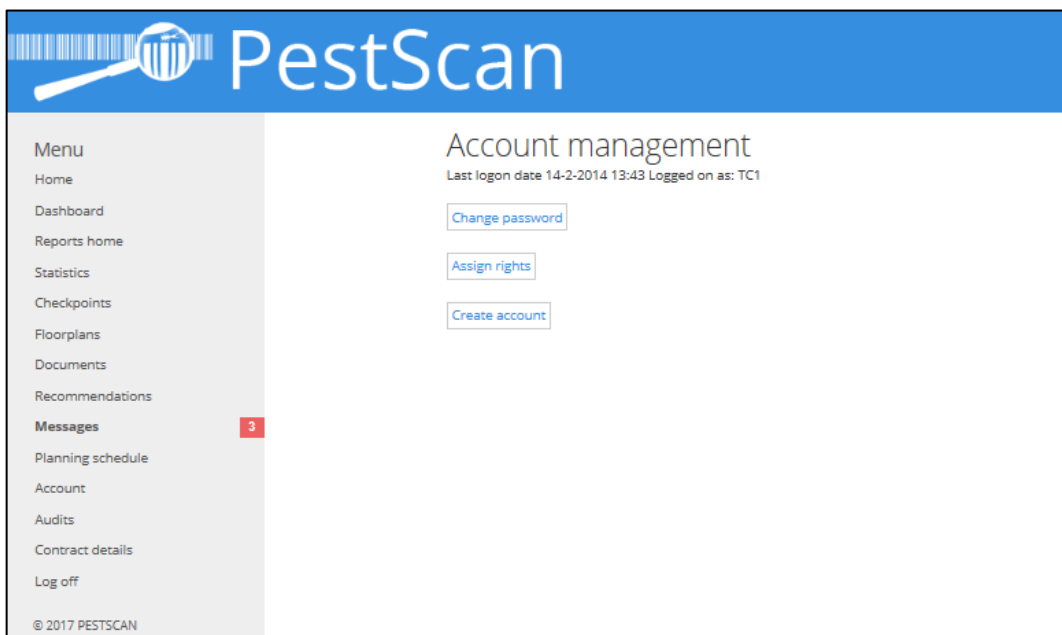 PestScan
Menu
Home
Dashboard
Reports home
Statistics
Checkpoints
Floorplans
Documents
Recommendations
Messages 3
Planning schedule
Account
Audits
Contract details
Log off
© 2017 PESTSCAN
Account management
Last logon date 14-2-2014 13:43 Logged on as: TC1
Change password
Assign rights
Create account